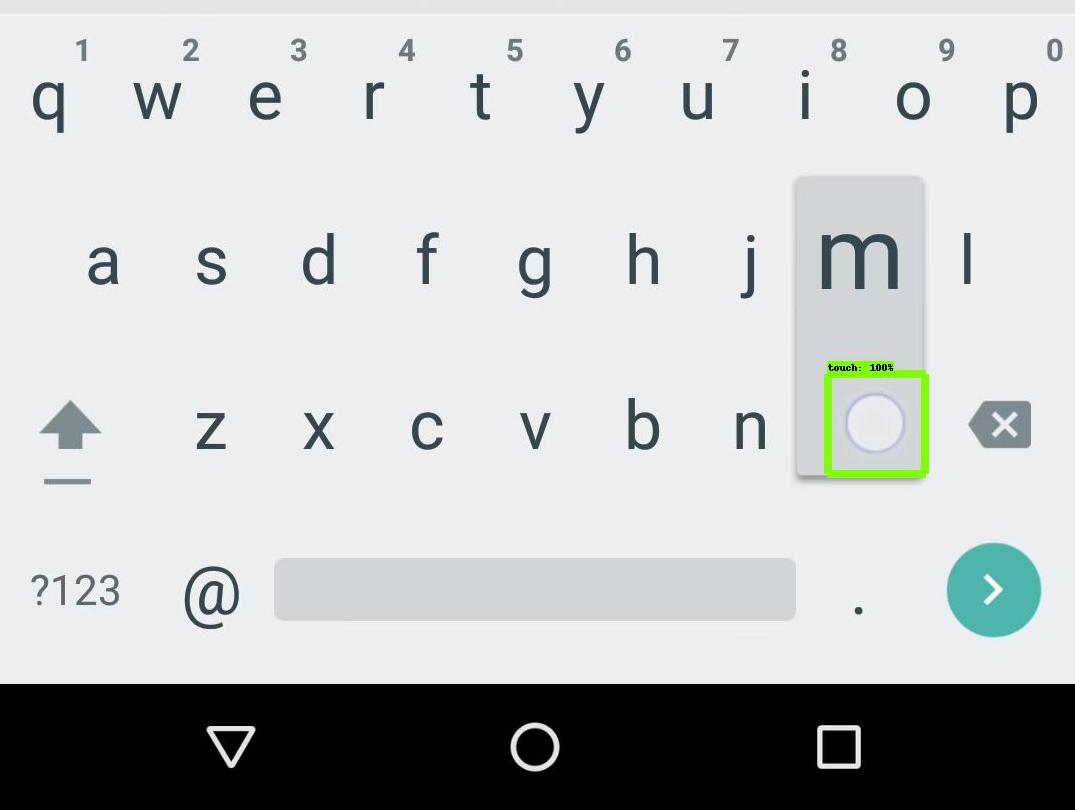 1 2 3 4 5 6 7 8 9 0
q w e r t y u i o p
a s d f g h j m l
touch: 100%
z x c v b n
?123 @ .